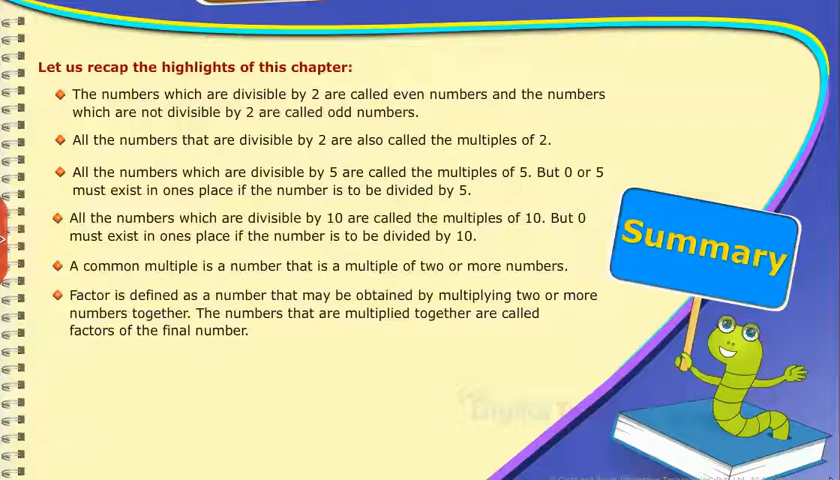 Let us recap the highlights of this chapter:
The numbers which are divisible by 2 are called even numbers and the numbers
which are not divisible by 2 are called odd numbers.
All the numbers that are divisible by 2 are also called the multiples of 2.
All the numbers which are divisible by 5 are called the multiples of 5. But 0 or 5
must exist in ones place if the number is to be divided by 5.
All the numbers which are divisible by 10 are called the multiples of 10. But 0
must exist in ones place if the number is to be divided by 10.
A common multiple is a number that is a multiple of two or more numbers.
Factor is defined as a number that may be obtained by multiplying two or more
numbers together. The numbers that are multiplied together are called
factors of the final number.
Summary